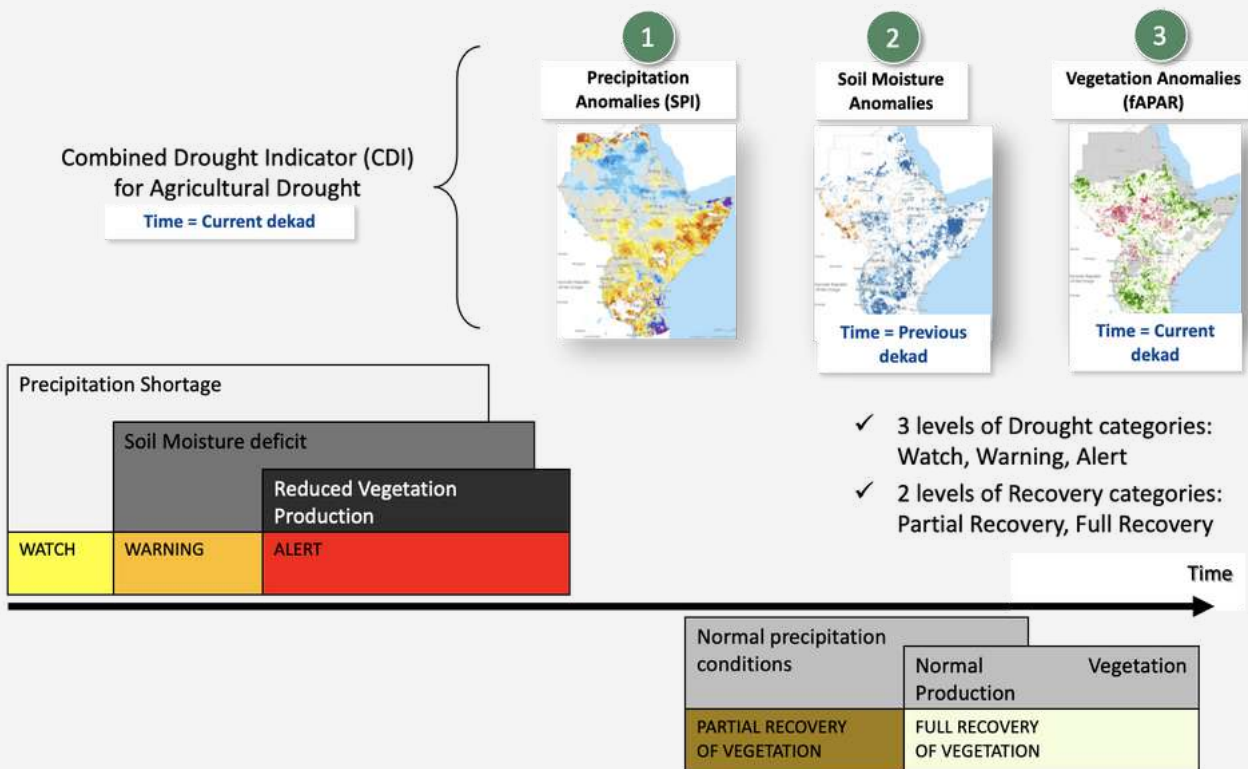 1
Precipitation
Anomalies (SPI)
2
Soil Moisture
Anomalies
3
Vegetation Anomalies
(fAPAR)
Combined Drought Indicator (CDI)
for Agricultural Drought
Time = Current dekad
Time = Previous
dekad
Time = Current
dekad
Precipitation Shortage
Soil Moisture deficit
Reduced Vegetation
Production
WATCH
WARNING
ALERT
✓ 3 levels of Drought categories:
Watch, Warning, Alert
✓ 2 levels of Recovery categories:
Partial Recovery, Full Recovery
Time
Normal precipitation
conditions
Normal Vegetation
Production
PARTIAL RECOVERY
OF VEGETATION
FULL RECOVERY
OF VEGETATION